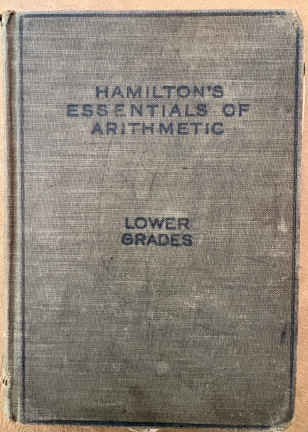 HAMILTON'S
ESSENTIALS OF
ARITHMETIC
LOWER
GRADES